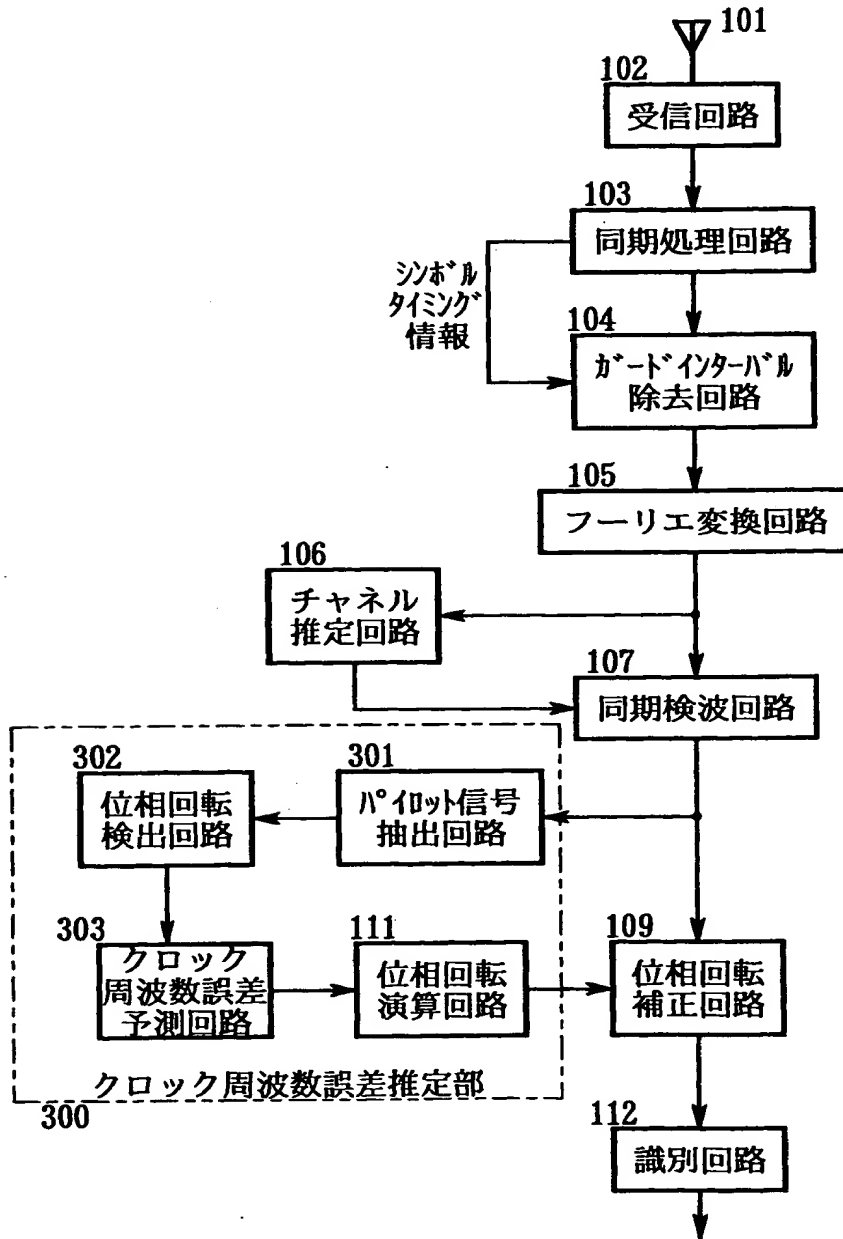 101
102
受信回路
103
同期処理回路
シンボル
タイミング
情報
104
ガードインターバル
除去回路
105
フーリエ変換回路
106
チャネル
推定回路
107
同期検波回路
302
位相回転
検出回路
301
パイロット信号
抽出回路
303
クロック
周波数誤差
予測回路
111
位相回転
演算回路
109
位相回転
補正回路
クロック周波数誤差推定部
300
112
識別回路